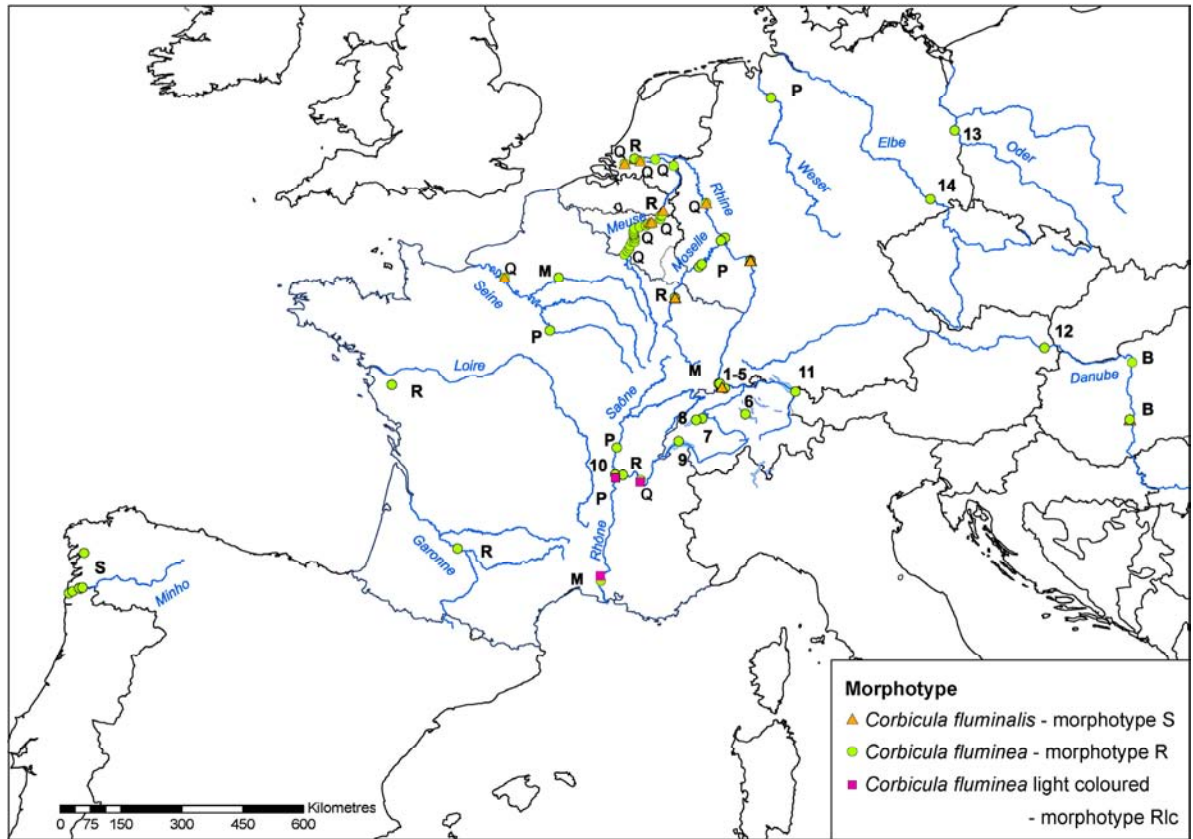 P
Elbe
13
Oder
Weser
14
R
Q
Q
Q
Rhine
Q
R
Meuse
Q
Q
Q
Moselle
P
R
Q
M
Seine
P
Loire
R
M
1-5
11
12
B
Danube
B
6
8
7
9
Saône
P
10
R
P
Q
Rhône
Garonne
R
M
S
Minho
Kilometres
0 75 150 300 450 600
Morphotype
Corbicula fluminalis - morphotype S
Corbicula fluminea - morphotype R
Corbicula fluminea light coloured
- morphotype Rlc